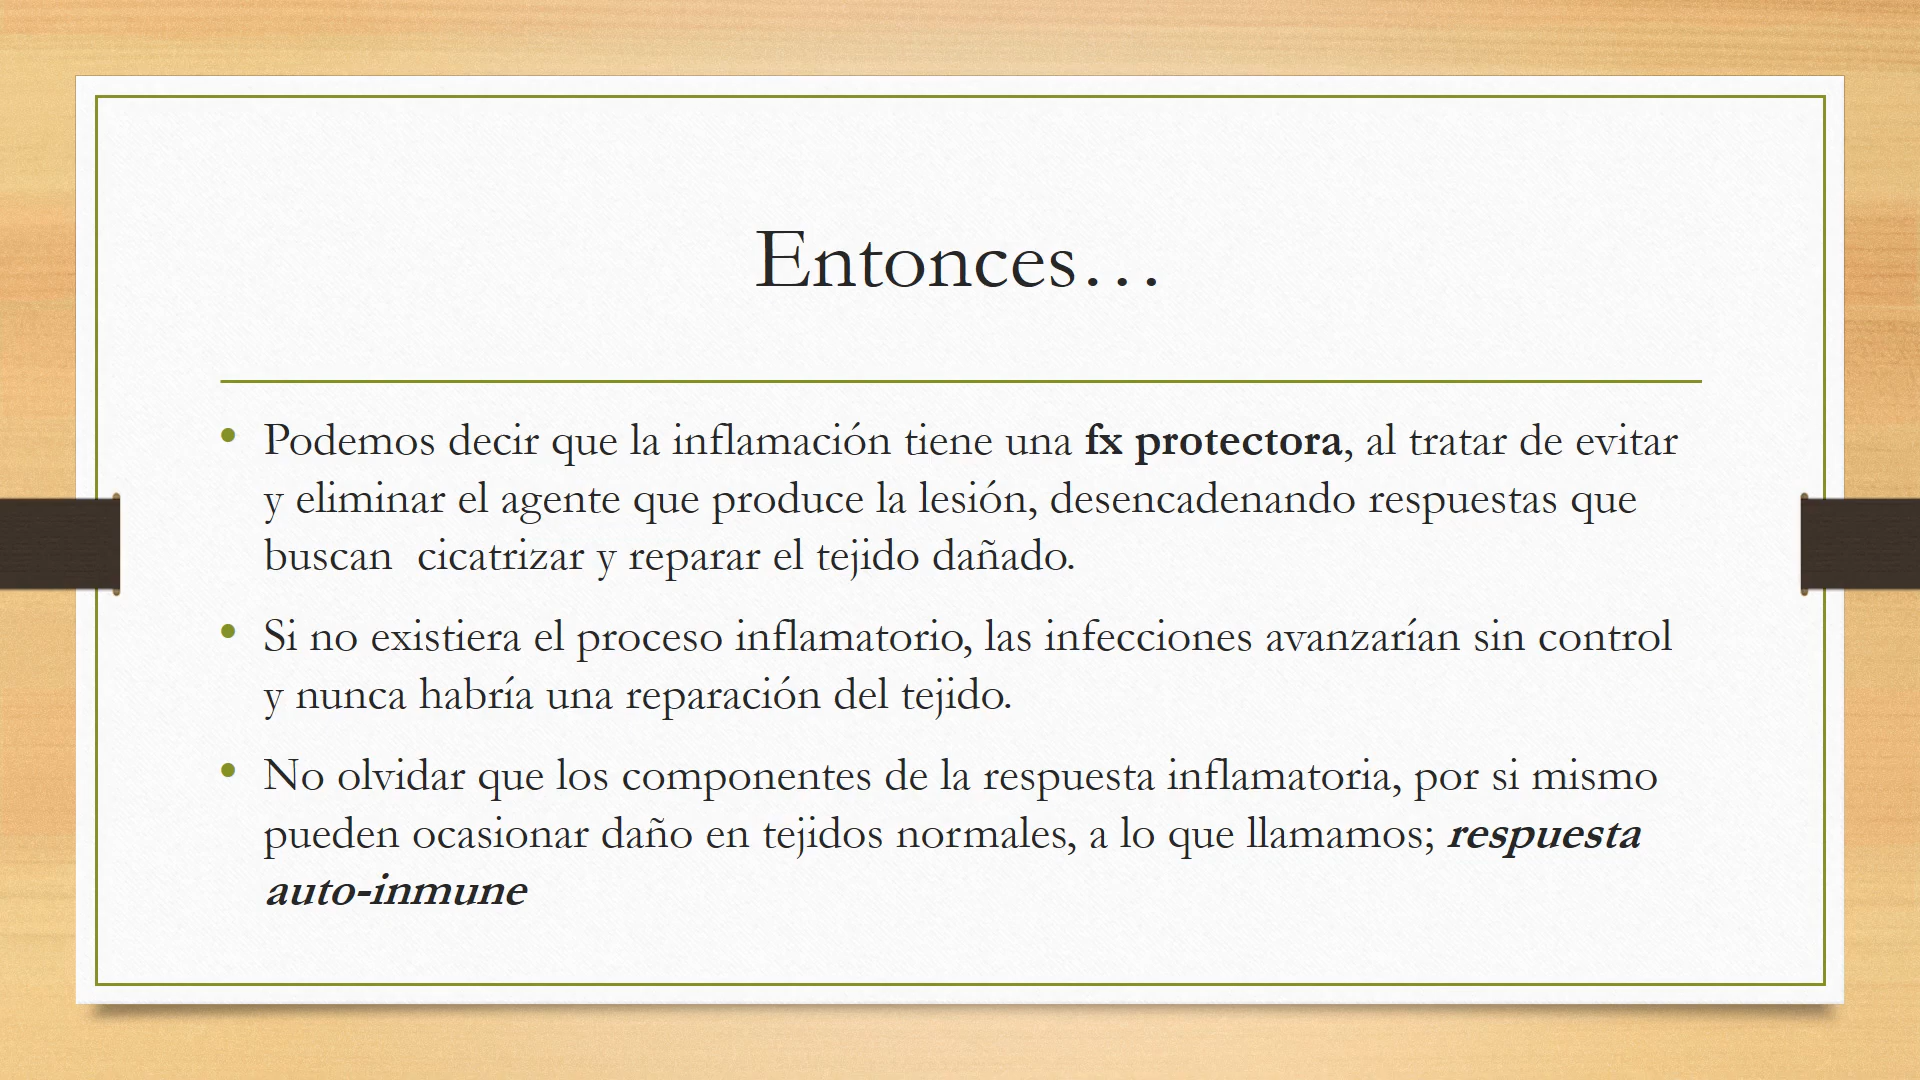 Entonces…
• Podemos decir que la inflamación tiene una fx protectora, al tratar de evitar
y eliminar el agente que produce la lesión, desencadenando respuestas que
buscan  cicatrizar y reparar el tejido dañado.
• Si no existiera el proceso inflamatorio, las infecciones avanzarían sin control
y nunca habría una reparación del tejido.
• No olvidar que los componentes de la respuesta inflamatoria, por si mismo
pueden ocasionar daño en tejidos normales, a lo que llamamos; respuesta
auto-inmune